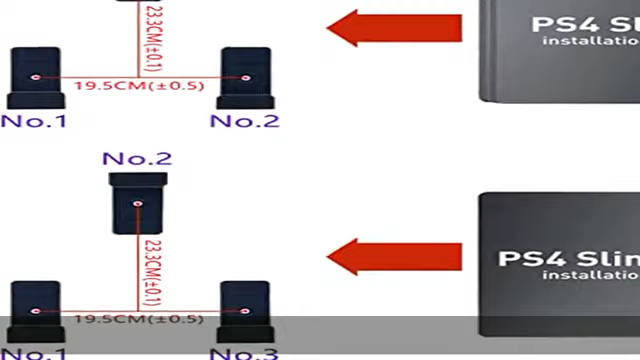 23.3CM(±0.1)
PS4 Sl
installatio
19.5CM(±0.5)
No.1
No.2
No.2
23.3CM(±0.1)
PS4 Slin
installatio
19.5CM(±0.5)
No.1
No.3